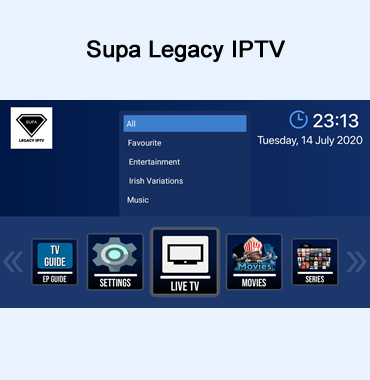 Supa Legacy IPTV
SUPA
LEGACY IPTV
All
Favourite
Entertainment
Irish Variations
Music
23:13
Tuesday, 14 July 2020
TV
GUIDE
EP GUIDE
SETTINGS
LIVE TV
Movies
MOVIES
SERIES